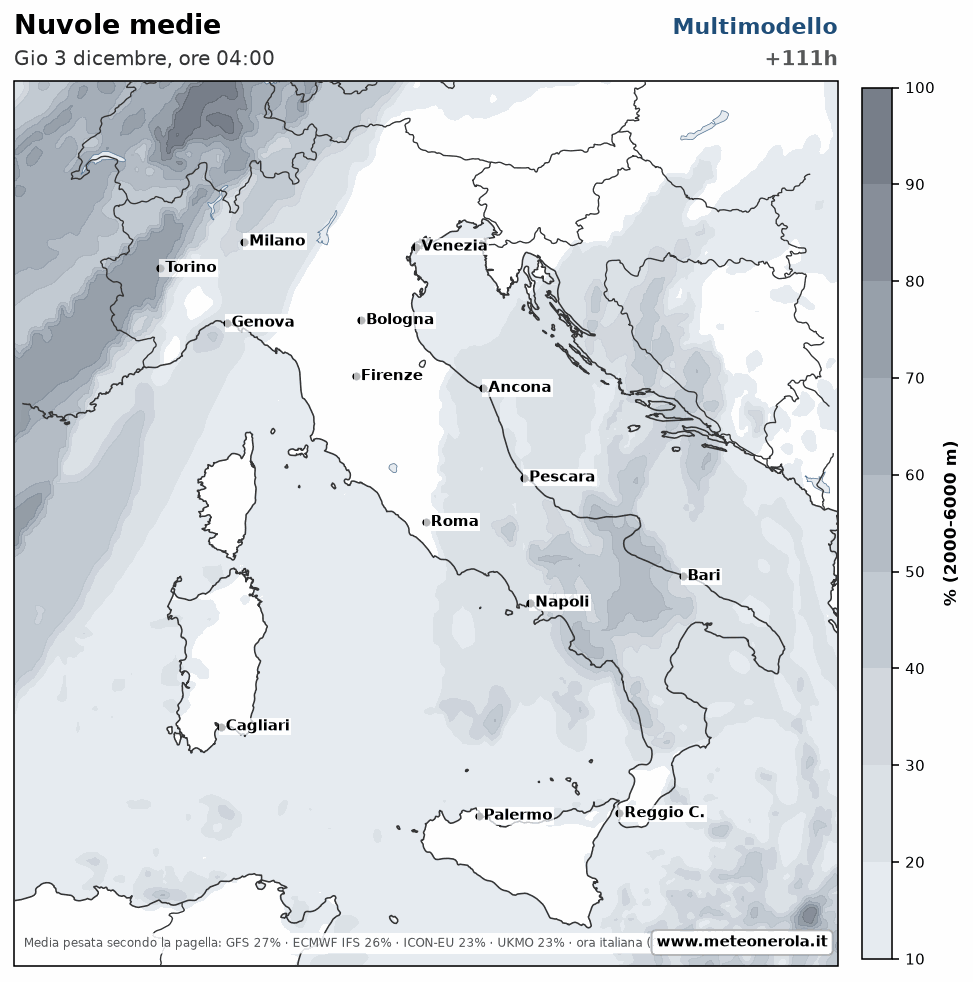 Nuvole medie
Multimodello
Gio 3 dicembre, ore 04:00
+111h
100
90
80
70
60
50
40
30
20
10
% (2000-6000 m)
Milano
Venezia
Torino
Genova
Bologna
Firenze
Ancona
Pescara
Roma
Bari
Napoli
Cagliari
Palermo
Reggio C.
Media pesata secondo la pagella: GFS 27% · ECMWF IFS 26% · ICON-EU 23% · UKMO 23% · ora italiana (
www.meteonerola.it